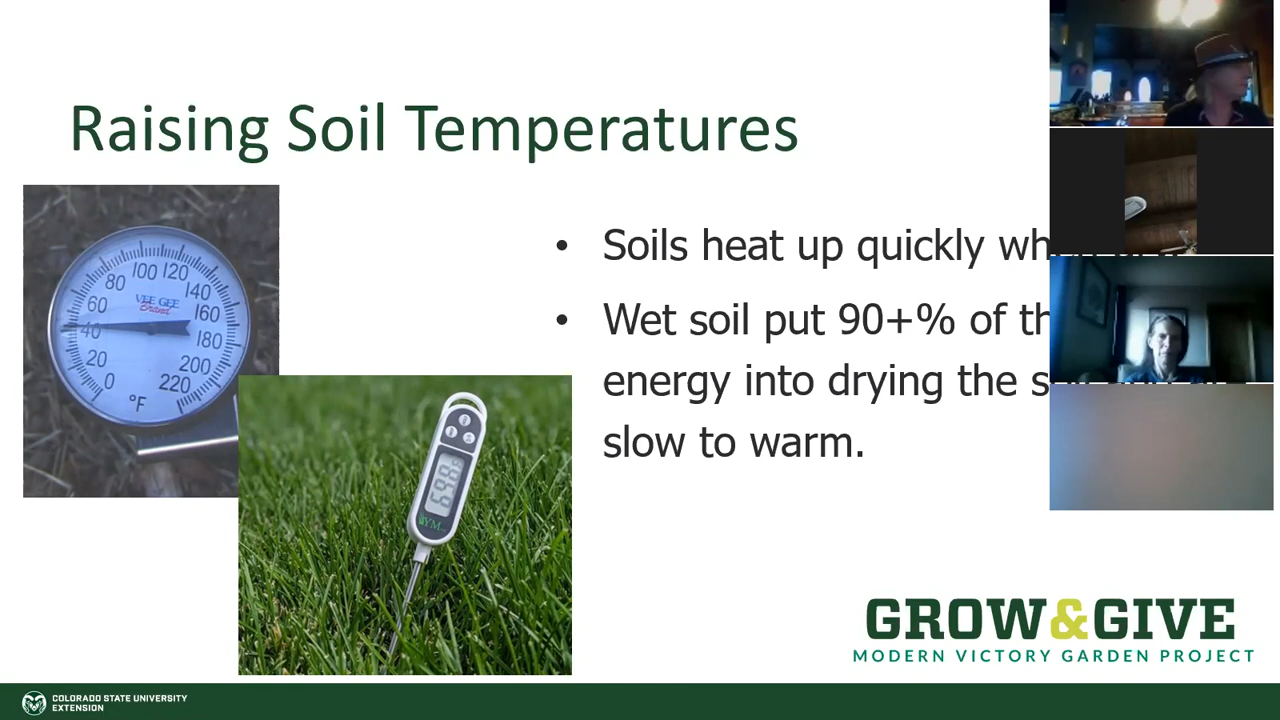 Raising Soil Temperatures
• Soils heat up quickly
• Wet soil put 90+% of
energy into drying the
slow to warm.
0
20
40
60
80
100
120
140
160
180
200
220
°F
VEE GEE
Brand
GROW&GIVE
MODERN VICTORY GARDEN PROJECT
COLORADO STATE UNIVERSITY
EXTENSION